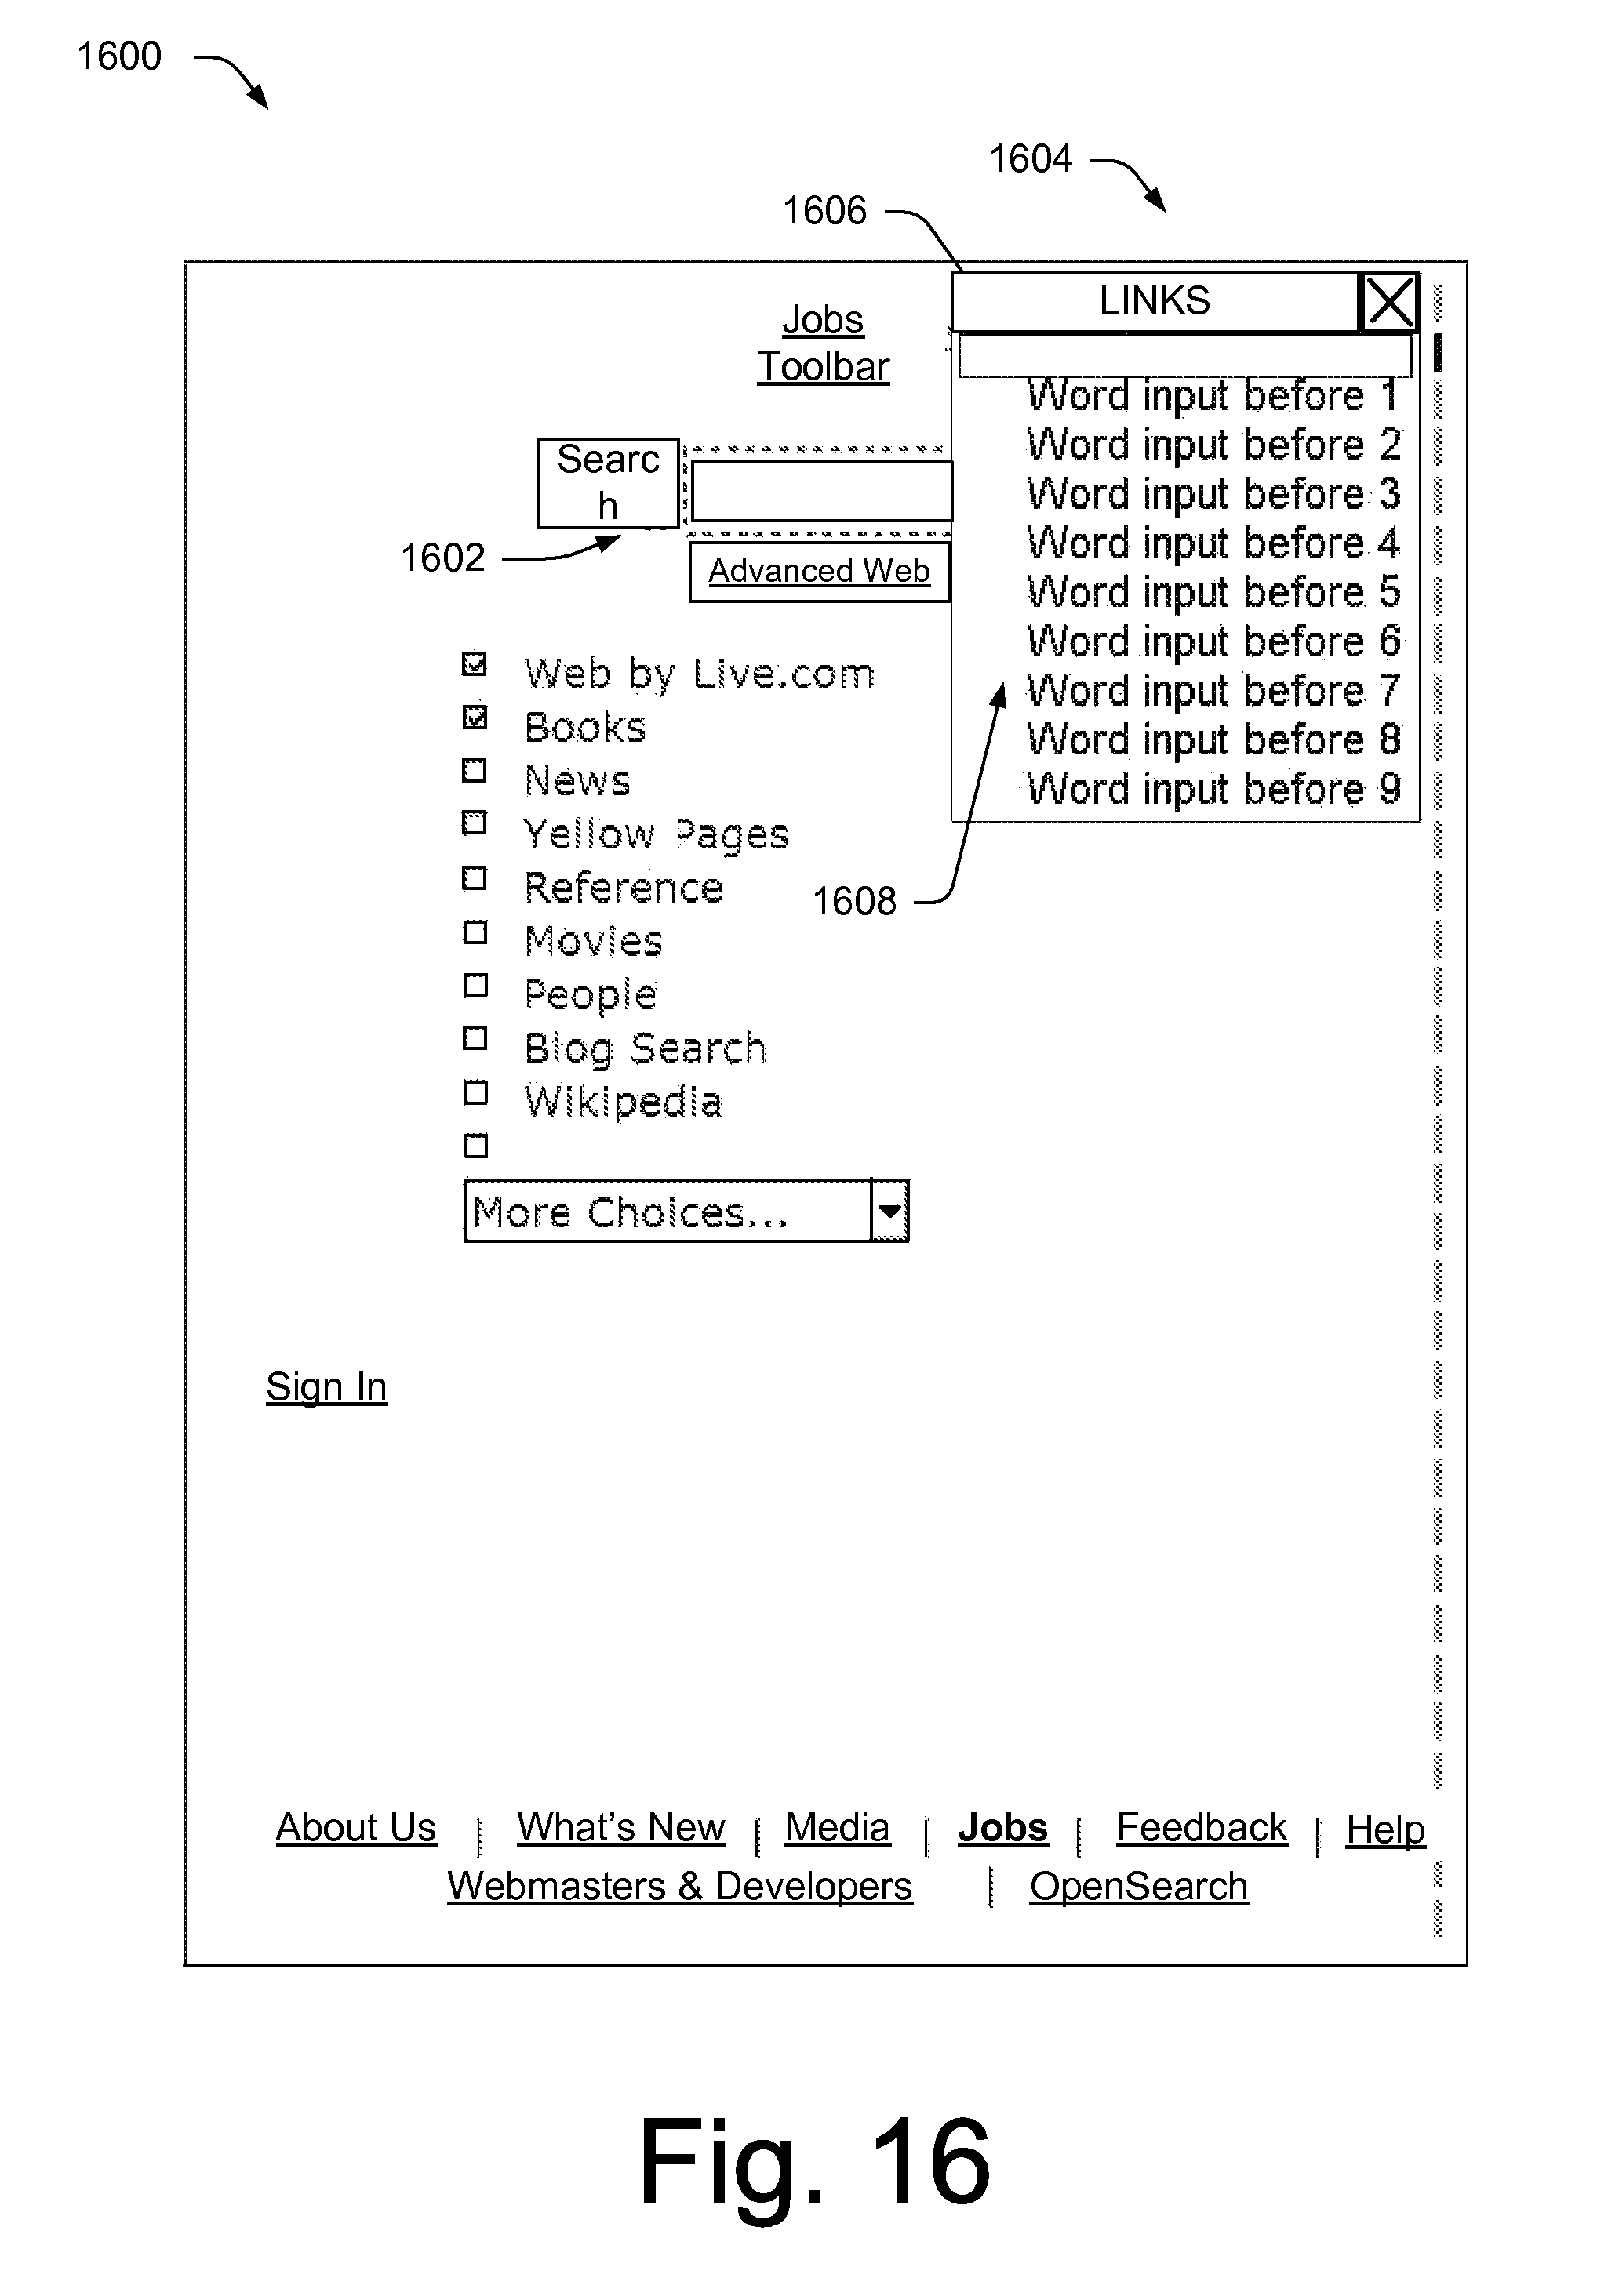 1600
1604
1606
LINKS
Jobs
Toolbar
Word input before 1
Word input before 2
Word input before 3
Word input before 4
Word input before 5
Word input before 6
Word input before 7
Word input before 8
Word input before 9
Searc
h
1602
Advanced Web
Web by Live.com
Books
News
Yellow Pages
Reference
1608
Movies
People
Blog Search
Wikipedia
More Choices...
Sign In
About Us | What's New | Media | Jobs | Feedback | Help
Webmasters & Developers | OpenSearch
Fig. 16